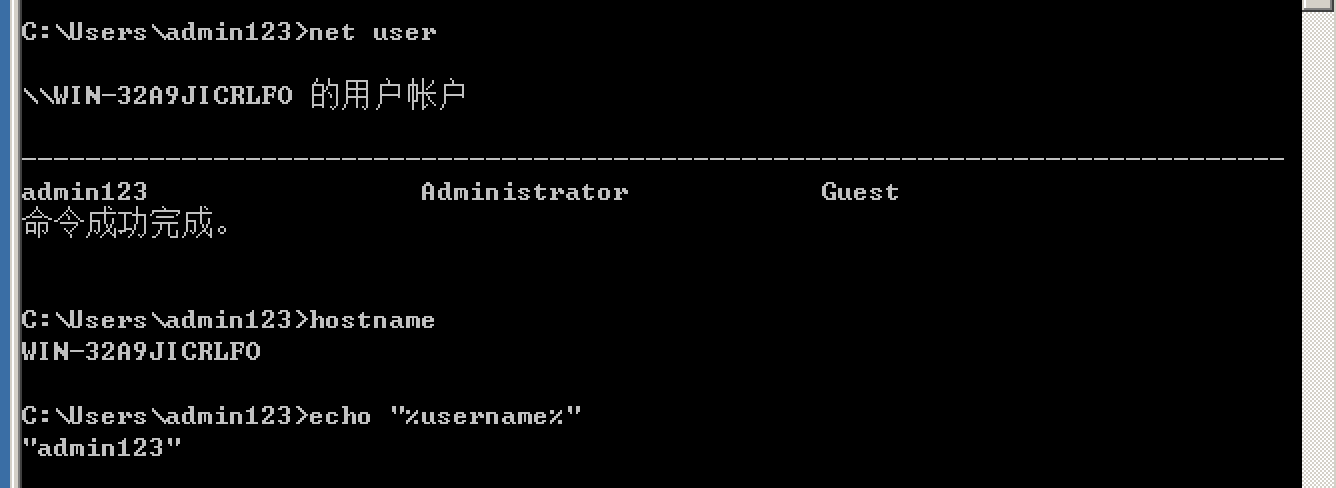 C:\Users\admin123>net user
\\WIN-32A9JICRLFO 的用户帐户
-------------------------------------------------------------------------------
admin123                 Administrator            Guest
命令成功完成。
C:\Users\admin123>hostname
WIN-32A9JICRLFO
C:\Users\admin123>echo "%username%"
"admin123"